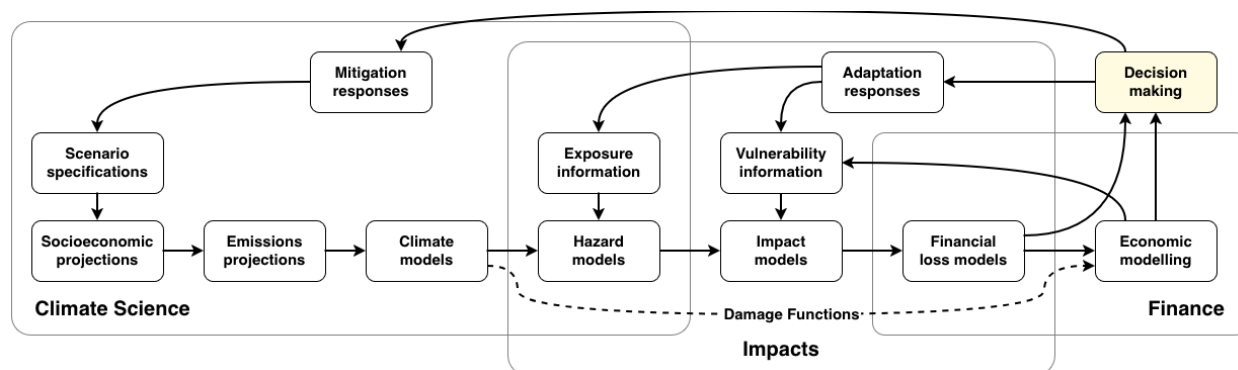 Mitigation
responses
Adaptation
responses
Decision
making
Scenario
specifications
Exposure
information
Vulnerability
information
Socioeconomic
projections
Emissions
projections
Climate
models
Hazard
models
Impact
models
Financial
loss models
Economic
modelling
Climate Science
Damage Functions
Finance
Impacts